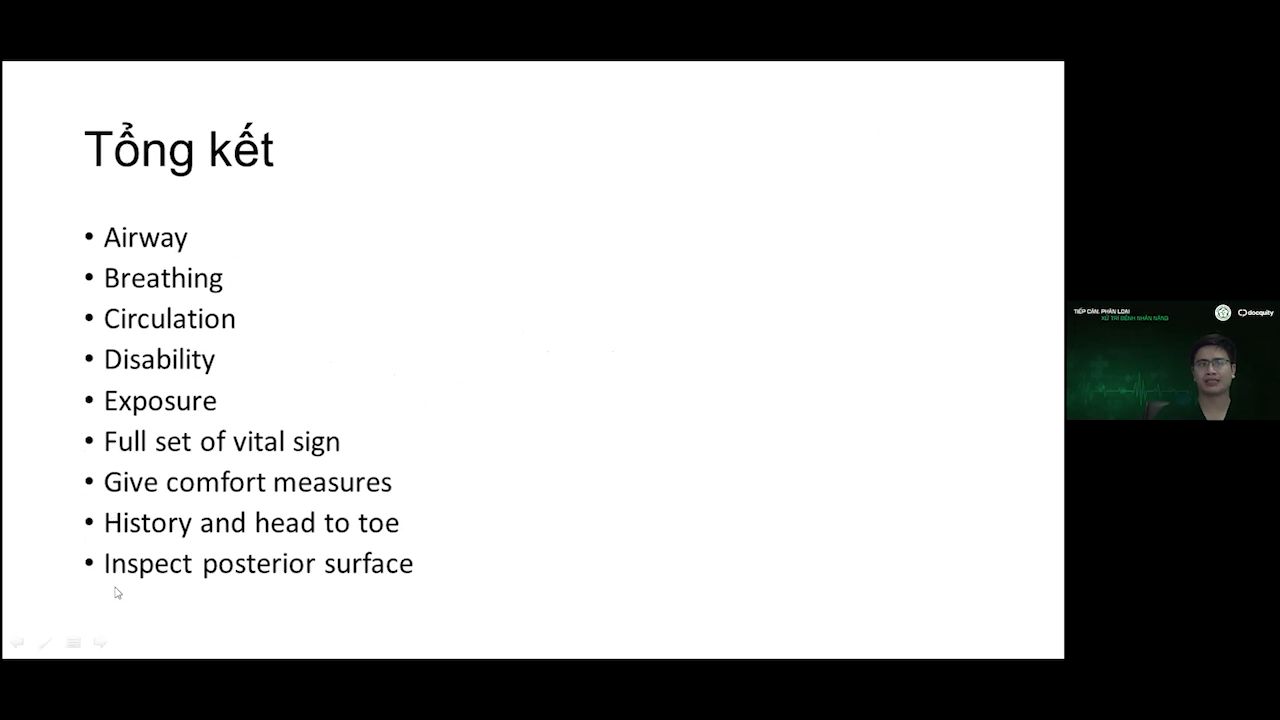 Tổng kết
• Airway
• Breathing
• Circulation
• Disability
• Exposure
• Full set of vital sign
• Give comfort measures
• History and head to toe
• Inspect posterior surface
TIẾP CẬN, PHÂN LOẠI
XỬ TRÍ BỆNH NHÂN NẶNG
docquity